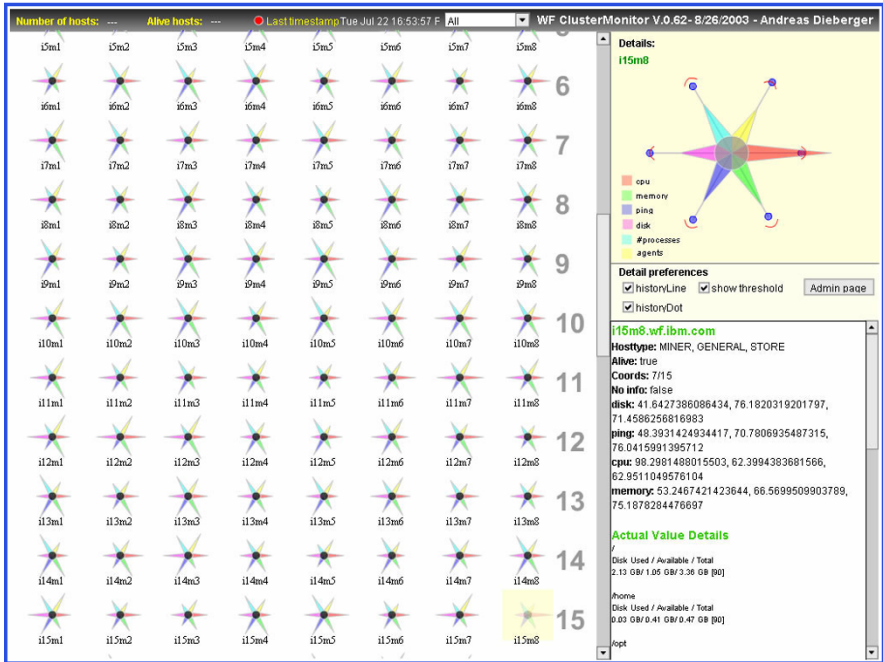 Number of hosts: --- Alive hosts: --- Last timestamp Tue Jul 22 16:53:57 F All WF ClusterMonitor V.0.62- 8/26/2003 - Andreas Dieberger
i5m1 i5m2 i5m3 i5m4 i5m5 i5m6 i5m7 i5m8
6
i6m1 i6m2 i6m3 i6m4 i6m5 i6m6 i6m7 i6m8
7
i7m1 i7m2 i7m3 i7m4 i7m5 i7m6 i7m7 i7m8
8
i8m1 i8m2 i8m3 i8m4 i8m5 i8m6 i8m7 i8m8
9
i9m1 i9m2 i9m3 i9m4 i9m5 i9m6 i9m7 i9m8
10
i10m1 i10m2 i10m3 i10m4 i10m5 i10m6 i10m7 i10m8
11
i11m1 i11m2 i11m3 i11m4 i11m5 i11m6 i11m7 i11m8
12
i12m1 i12m2 i12m3 i12m4 i12m5 i12m6 i12m7 i12m8
13
i13m1 i13m2 i13m3 i13m4 i13m5 i13m6 i13m7 i13m8
14
i14m1 i14m2 i14m3 i14m4 i14m5 i14m6 i14m7 i14m8
15
i15m1 i15m2 i15m3 i15m4 i15m5 i15m6 i15m7 i15m8
Details:
i15m8
cpu
memory
ping
disk
#processes
agents
Detail preferences
historyLine show threshold Admin page
historyDot
i15m8.wf.ibm.com
Hosttype: MINER, GENERAL, STORE
Alive: true
Coords: 7/15
No info: false
disk: 41.6427386086434, 76.1820319201797,
71.4586256816983
ping: 48.3931424934417, 70.7806935487315,
76.0415991395712
cpu: 98.2981488015503, 62.3994383681566,
62.9511049576104
memory: 53.2467421423644, 66.5699509903789,
75.1878284476697
Actual Value Details
/
Disk Used / Available / Total
2.13 GB/ 1.05 GB/ 3.36 GB [90]
/home
Disk Used / Available / Total
0.03 GB/ 0.41 GB/ 0.47 GB [90]
/opt